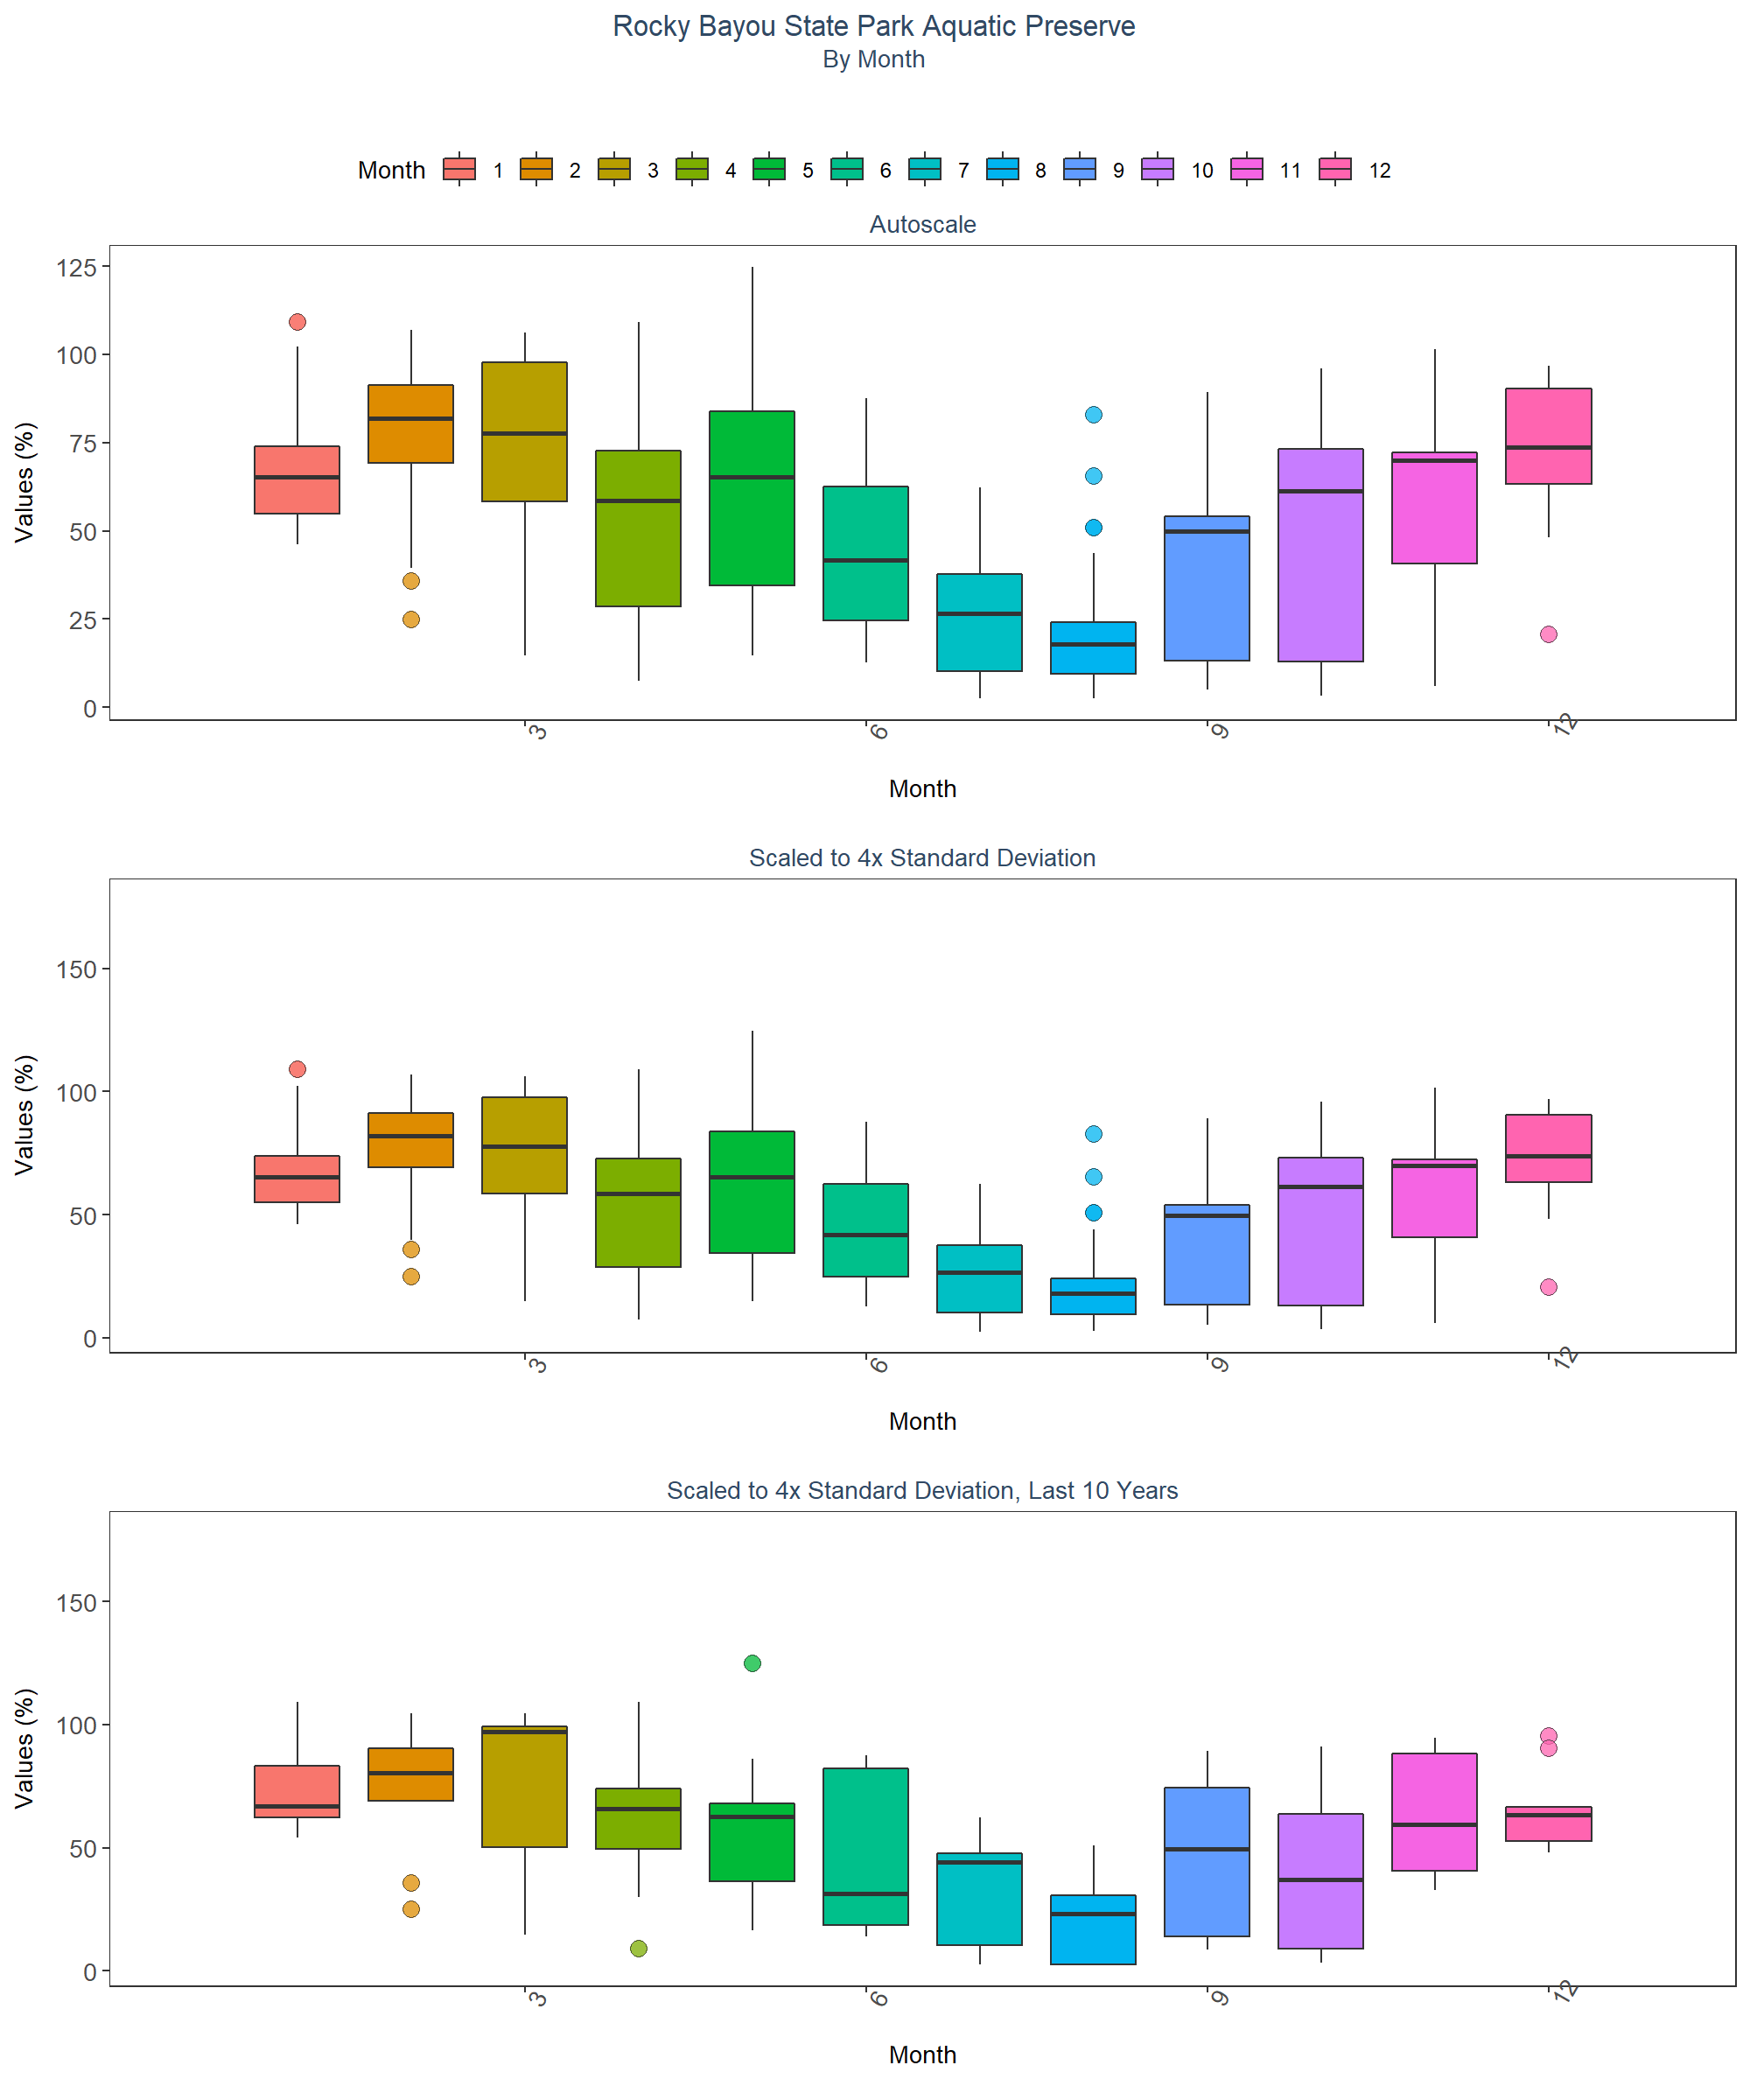 Rocky Bayou State Park Aquatic Preserve
By Month
Month 1 2 3 4 5 6 7 8 9 10 11 12
Autoscale
Values (%)
125
100
75
50
25
0
3 6 9 12
Month
Scaled to 4x Standard Deviation
Values (%)
150
100
50
0
3 6 9 12
Month
Scaled to 4x Standard Deviation, Last 10 Years
Values (%)
150
100
50
0
3 6 9 12
Month